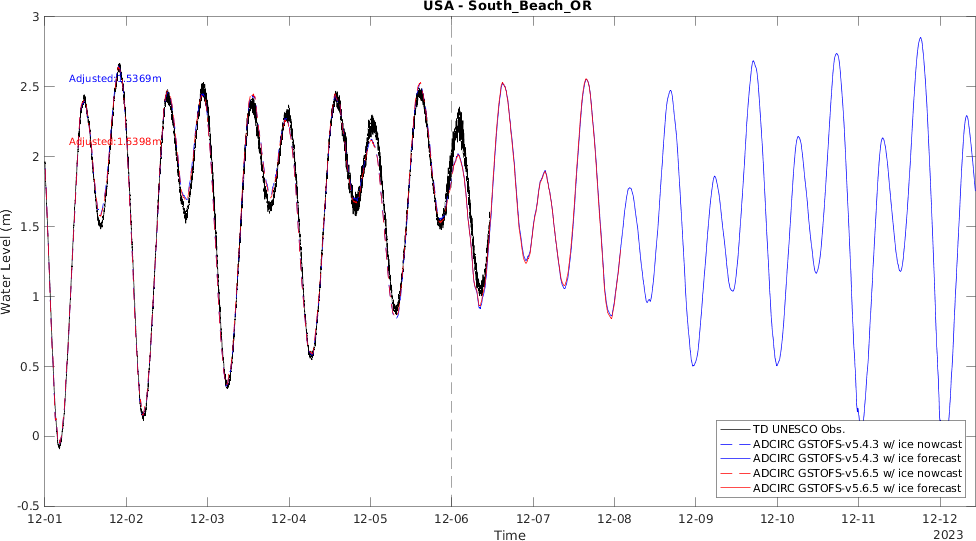 USA - South_Beach_OR
3
2.5
2
1.5
1
0.5
0
-0.5
Water Level (m)
Adjusted:1.5369m
Adjusted:1.5398m
TD UNESCO Obs.
ADCIRC GSTOFS-v5.4.3 w/ ice nowcast
ADCIRC GSTOFS-v5.4.3 w/ ice forecast
ADCIRC GSTOFS-v5.6.5 w/ ice nowcast
ADCIRC GSTOFS-v5.6.5 w/ ice forecast
12-01 12-02 12-03 12-04 12-05 12-06 12-07 12-08 12-09 12-10 12-11 12-12
Time
2023